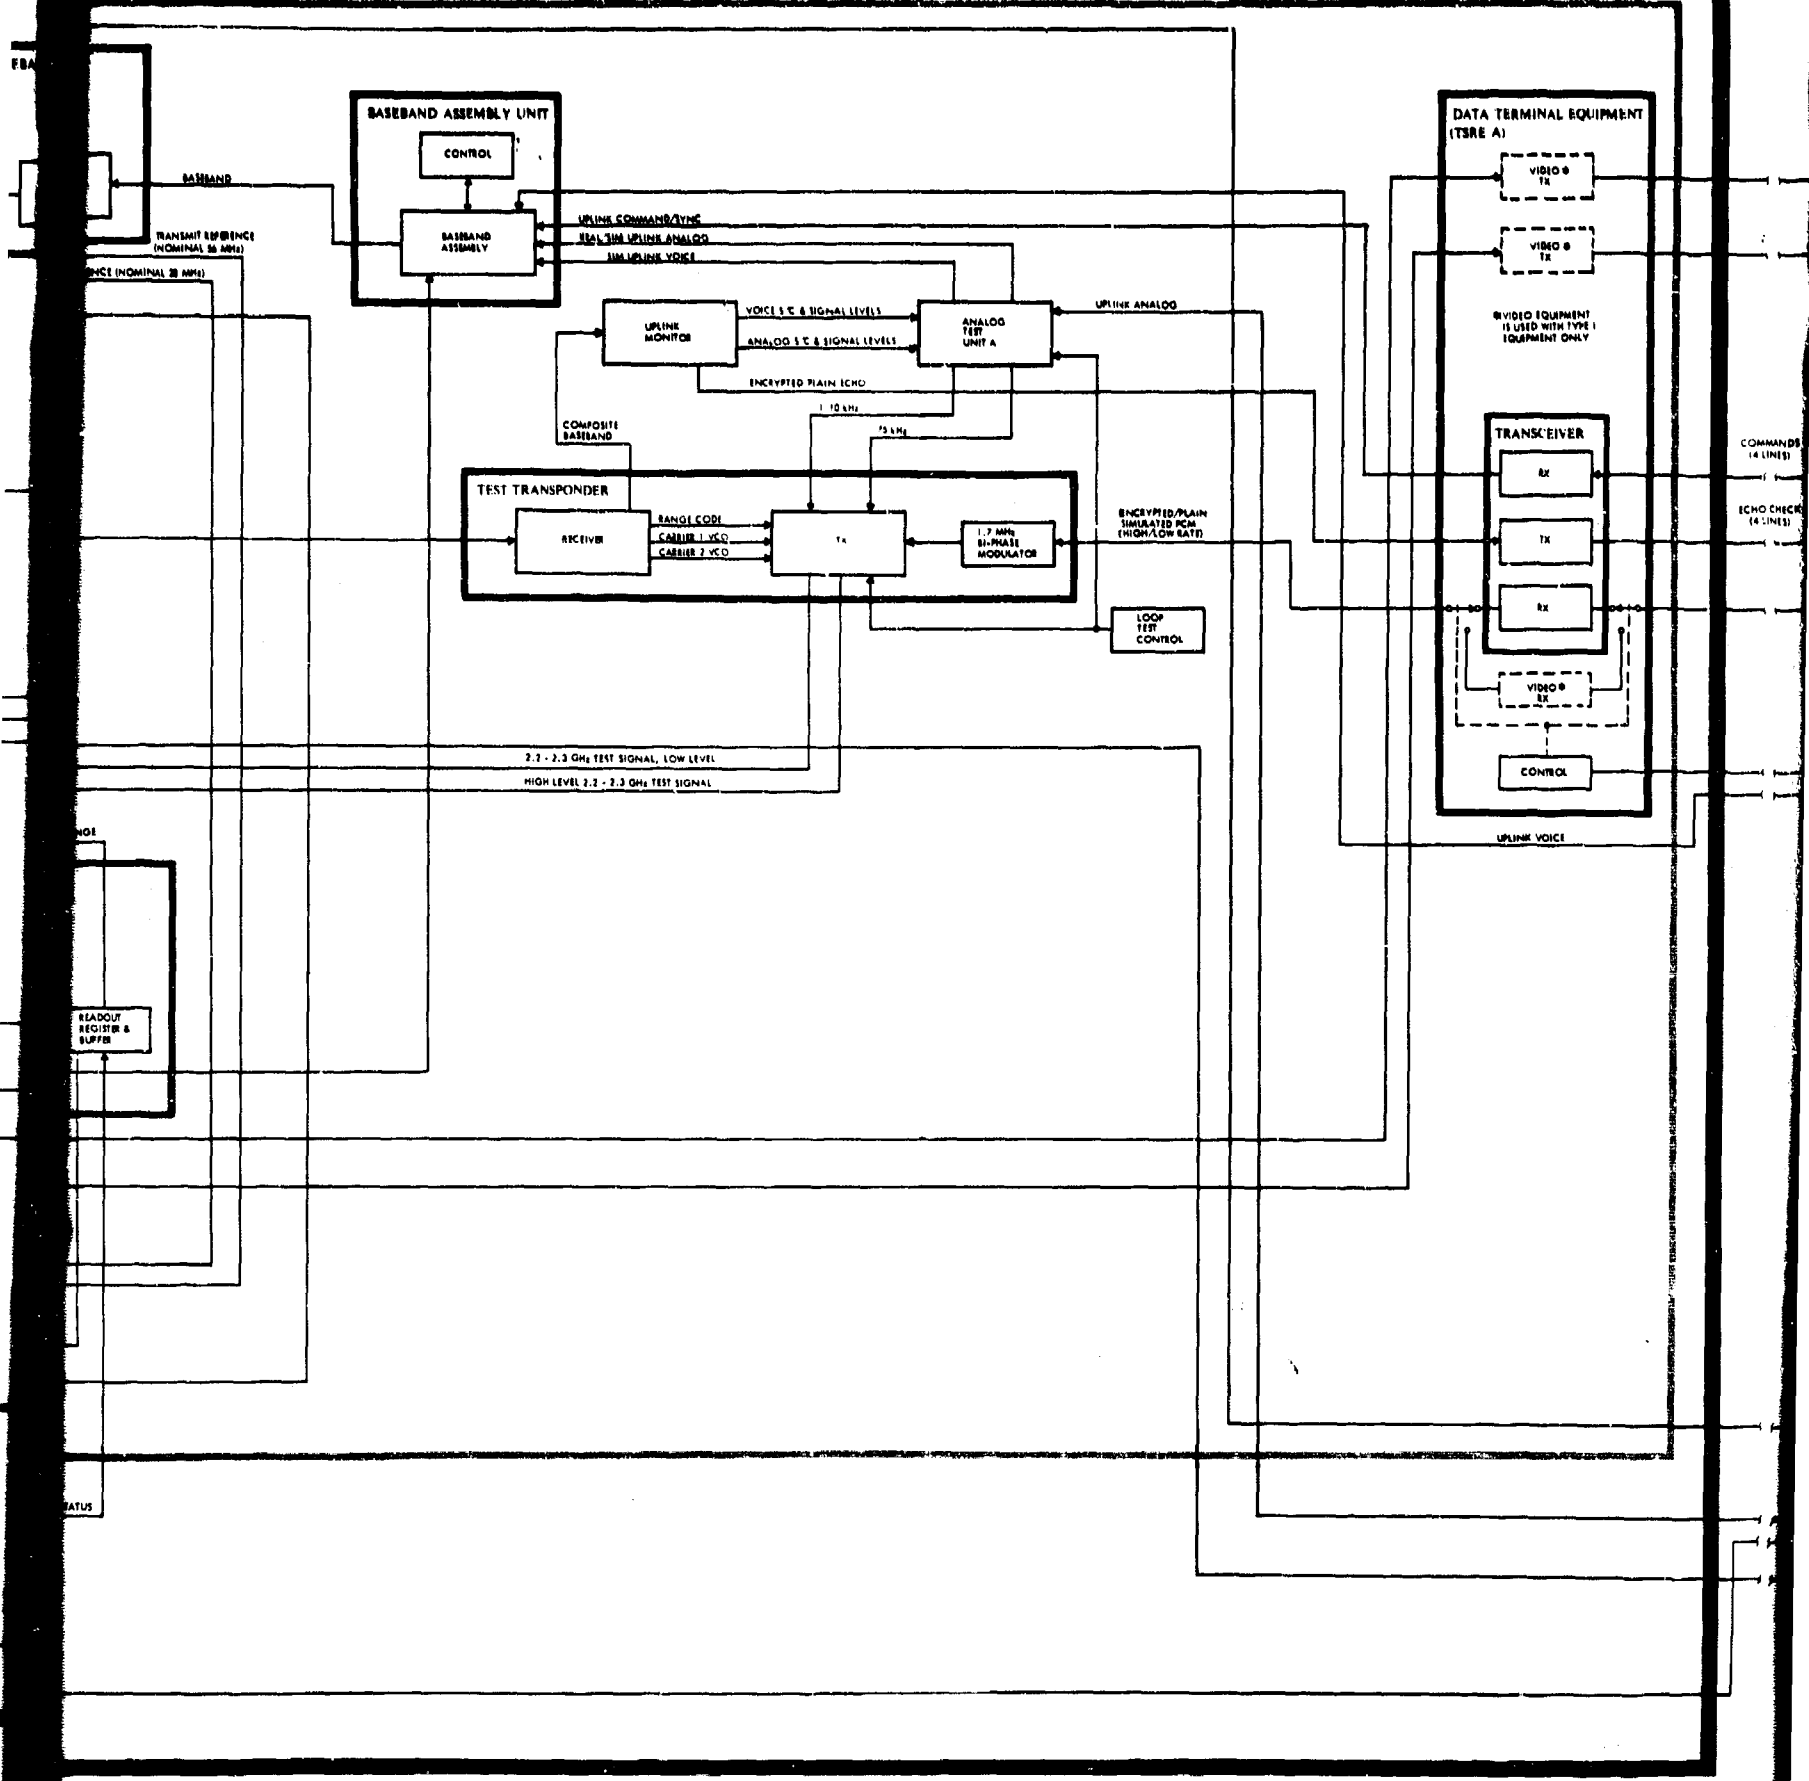 BASEBAND ASSEMBLY UNIT
CONTROL
BASEBAND
ASSEMBLY
BASEBAND
TRANSMIT REFERENCE
(NOMINAL 56 MHz)
(NOMINAL 28 MHz)
UPLINK COMMAND/SYNC
REAL/SIM UPLINK ANALOG
SIM UPLINK VOICE
UPLINK
MONITOR
VOICE S C & SIGNAL LEVELS
ANALOG S C & SIGNAL LEVELS
ANALOG
TEST
UNIT A
UPLINK ANALOG
ENCRYPTED PLAIN ECHO
COMPOSITE
BASEBAND
TEST TRANSPONDER
RECEIVER
RANGE CODE
CARRIER 1 VCO
CARRIER 2 VCO
TX
1.7 MHz
BI-PHASE
MODULATOR
ENCRYPTED/PLAIN
SIMULATED PCM
(HIGH/LOW RATE)
LOOP
TEST
CONTROL
2.2 - 2.3 GHz TEST SIGNAL, LOW LEVEL
HIGH LEVEL 2.2 - 2.3 GHz TEST SIGNAL
DATA TERMINAL EQUIPMENT
(TSRE A)
VIDEO
TX
VIDEO
TX
VIDEO EQUIPMENT
IS USED WITH TYPE I
EQUIPMENT ONLY
TRANSCEIVER
RX
TX
RX
VIDEO
RX
CONTROL
COMMANDS
(4 LINES)
ECHO CHECK
(4 LINES)
UPLINK VOICE
READOUT
REGISTER &
BUFFER